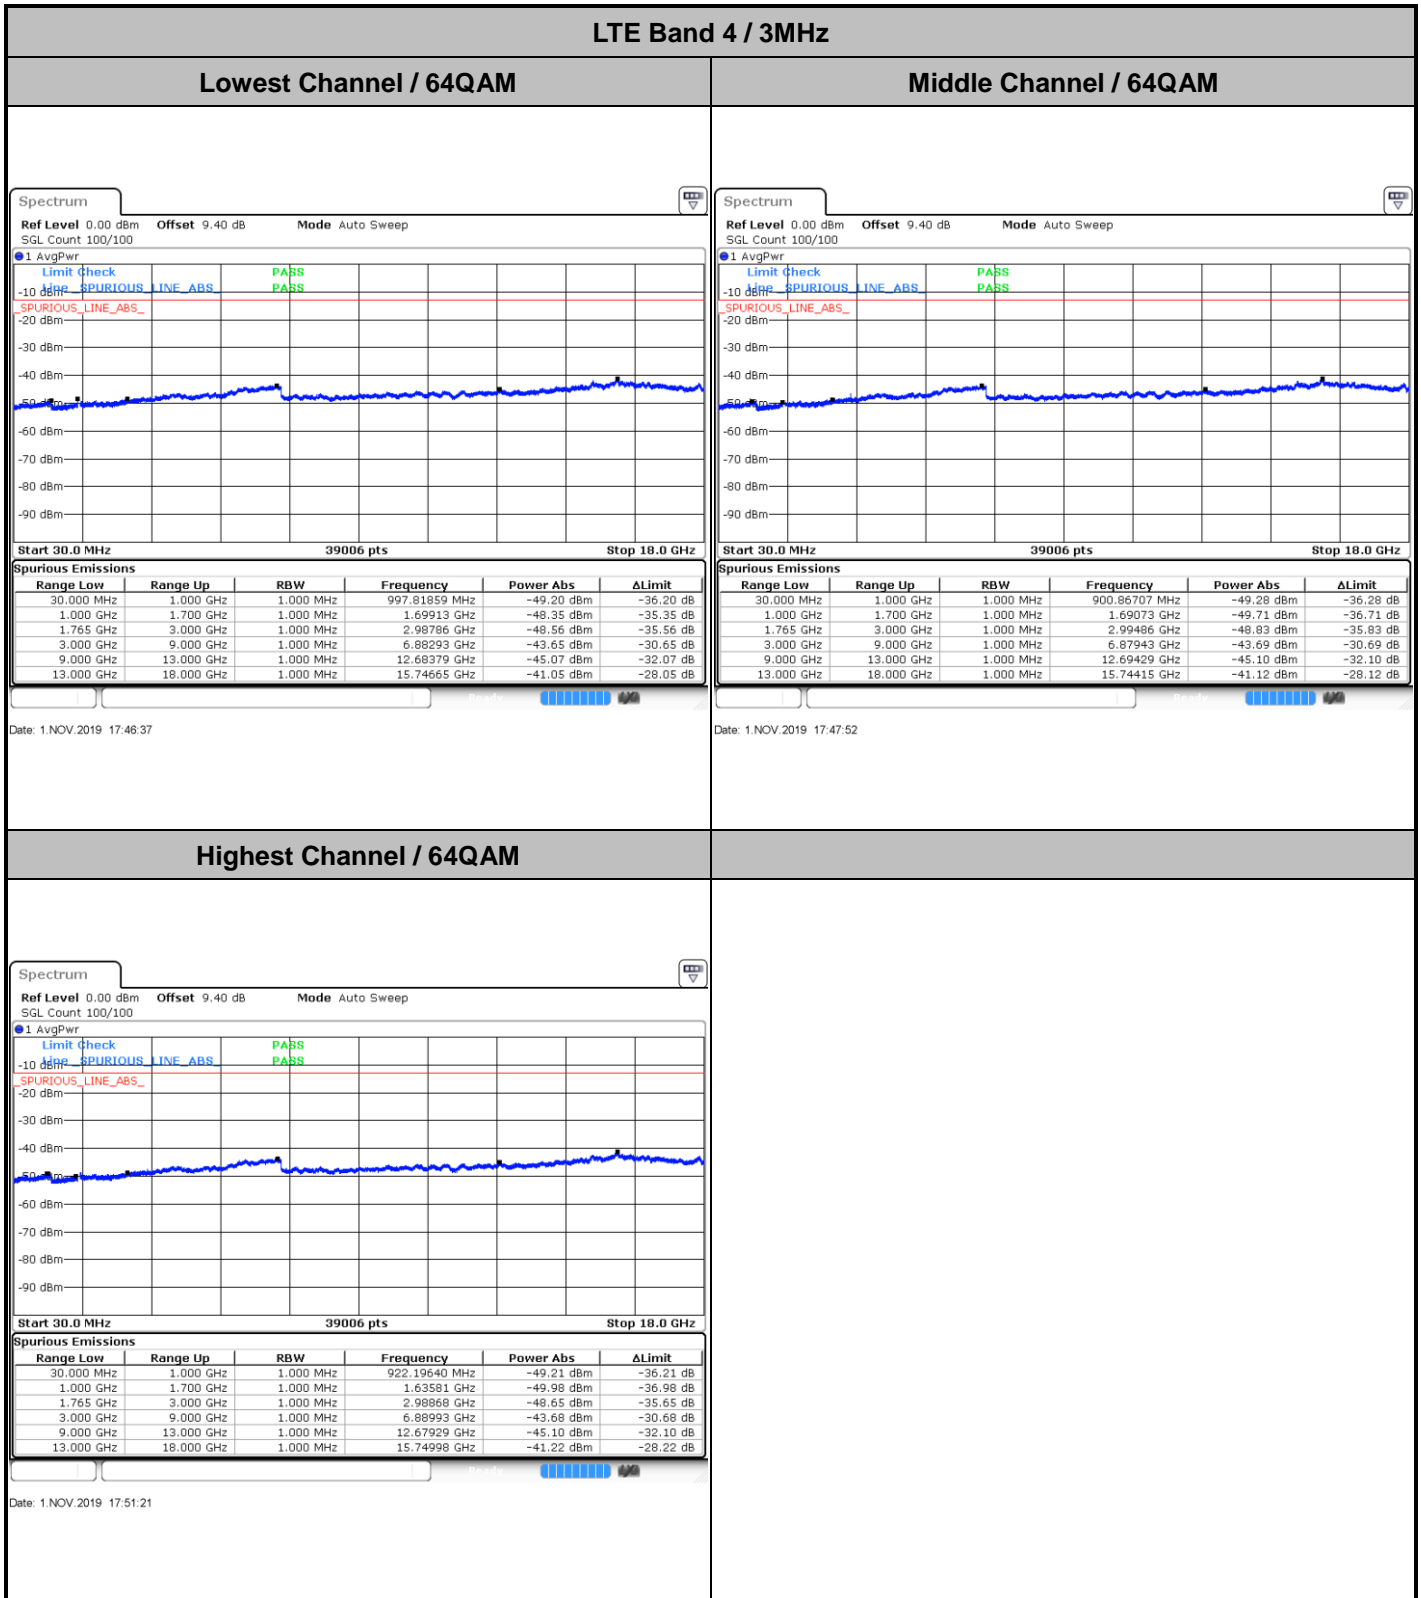 LTE Band 4 / 3MHz
Lowest Channel / 64QAM
Middle Channel / 64QAM
Spectrum
Ref Level 0.00 dBm Offset 9.40 dB Mode Auto Sweep
SGL Count 100/100
1 AvgPwr
Limit Check PASS
Line _SPURIOUS_LINE_ABS_ PASS
-10 dBm
_SPURIOUS_LINE_ABS_
-20 dBm
-30 dBm
-40 dBm
-50 dBm
-60 dBm
-70 dBm
-80 dBm
-90 dBm
Start 30.0 MHz 39006 pts Stop 18.0 GHz
Spurious Emissions
Range Low Range Up RBW Frequency Power Abs ΔLimit
30.000 MHz 1.000 GHz 1.000 MHz 997.81859 MHz -49.20 dBm -36.20 dB
1.000 GHz 1.700 GHz 1.000 MHz 1.69913 GHz -48.35 dBm -35.35 dB
1.765 GHz 3.000 GHz 1.000 MHz 2.98786 GHz -48.56 dBm -35.56 dB
3.000 GHz 9.000 GHz 1.000 MHz 6.88293 GHz -43.65 dBm -30.65 dB
9.000 GHz 13.000 GHz 1.000 MHz 12.68379 GHz -45.07 dBm -32.07 dB
13.000 GHz 18.000 GHz 1.000 MHz 15.74665 GHz -41.05 dBm -28.05 dB
Date: 1.NOV.2019 17:46:37
Spectrum
Ref Level 0.00 dBm Offset 9.40 dB Mode Auto Sweep
SGL Count 100/100
1 AvgPwr
Limit Check PASS
Line _SPURIOUS_LINE_ABS_ PASS
-10 dBm
_SPURIOUS_LINE_ABS_
-20 dBm
-30 dBm
-40 dBm
-50 dBm
-60 dBm
-70 dBm
-80 dBm
-90 dBm
Start 30.0 MHz 39006 pts Stop 18.0 GHz
Spurious Emissions
Range Low Range Up RBW Frequency Power Abs ΔLimit
30.000 MHz 1.000 GHz 1.000 MHz 900.86707 MHz -49.28 dBm -36.28 dB
1.000 GHz 1.700 GHz 1.000 MHz 1.69073 GHz -49.71 dBm -36.71 dB
1.765 GHz 3.000 GHz 1.000 MHz 2.99486 GHz -48.83 dBm -35.83 dB
3.000 GHz 9.000 GHz 1.000 MHz 6.87943 GHz -43.69 dBm -30.69 dB
9.000 GHz 13.000 GHz 1.000 MHz 12.69429 GHz -45.10 dBm -32.10 dB
13.000 GHz 18.000 GHz 1.000 MHz 15.74415 GHz -41.12 dBm -28.12 dB
Date: 1.NOV.2019 17:47:52
Highest Channel / 64QAM
Spectrum
Ref Level 0.00 dBm Offset 9.40 dB Mode Auto Sweep
SGL Count 100/100
1 AvgPwr
Limit Check PASS
Line _SPURIOUS_LINE_ABS_ PASS
-10 dBm
_SPURIOUS_LINE_ABS_
-20 dBm
-30 dBm
-40 dBm
-50 dBm
-60 dBm
-70 dBm
-80 dBm
-90 dBm
Start 30.0 MHz 39006 pts Stop 18.0 GHz
Spurious Emissions
Range Low Range Up RBW Frequency Power Abs ΔLimit
30.000 MHz 1.000 GHz 1.000 MHz 922.19640 MHz -49.21 dBm -36.21 dB
1.000 GHz 1.700 GHz 1.000 MHz 1.63581 GHz -49.98 dBm -36.98 dB
1.765 GHz 3.000 GHz 1.000 MHz 2.98868 GHz -48.65 dBm -35.65 dB
3.000 GHz 9.000 GHz 1.000 MHz 6.88993 GHz -43.68 dBm -30.68 dB
9.000 GHz 13.000 GHz 1.000 MHz 12.67929 GHz -45.10 dBm -32.10 dB
13.000 GHz 18.000 GHz 1.000 MHz 15.74998 GHz -41.22 dBm -28.22 dB
Date: 1.NOV.2019 17:51:21